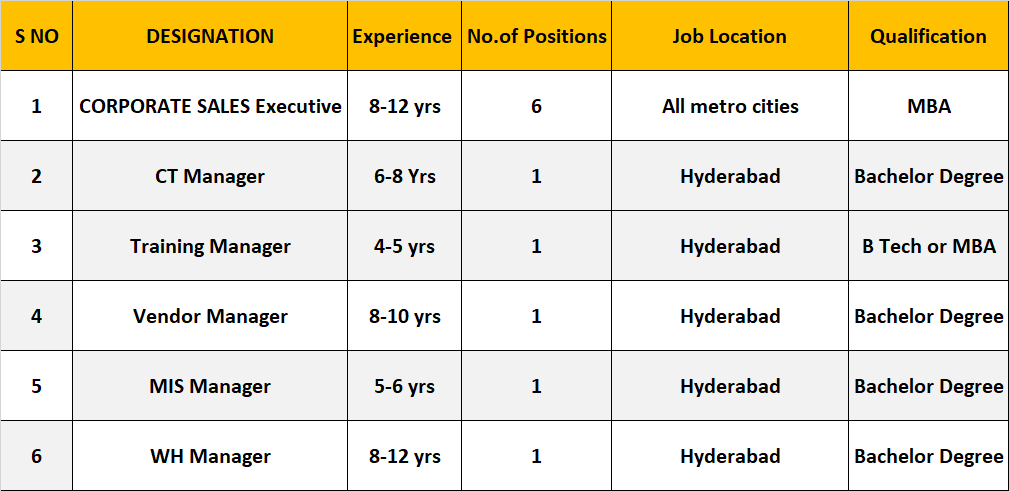 S NO DESIGNATION Experience No.of Positions Job Location Qualification
1 CORPORATE SALES Executive 8-12 yrs 6 All metro cities MBA
2 CT Manager 6-8 Yrs 1 Hyderabad Bachelor Degree
3 Training Manager 4-5 yrs 1 Hyderabad B Tech or MBA
4 Vendor Manager 8-10 yrs 1 Hyderabad Bachelor Degree
5 MIS Manager 5-6 yrs 1 Hyderabad Bachelor Degree
6 WH Manager 8-12 yrs 1 Hyderabad Bachelor Degree